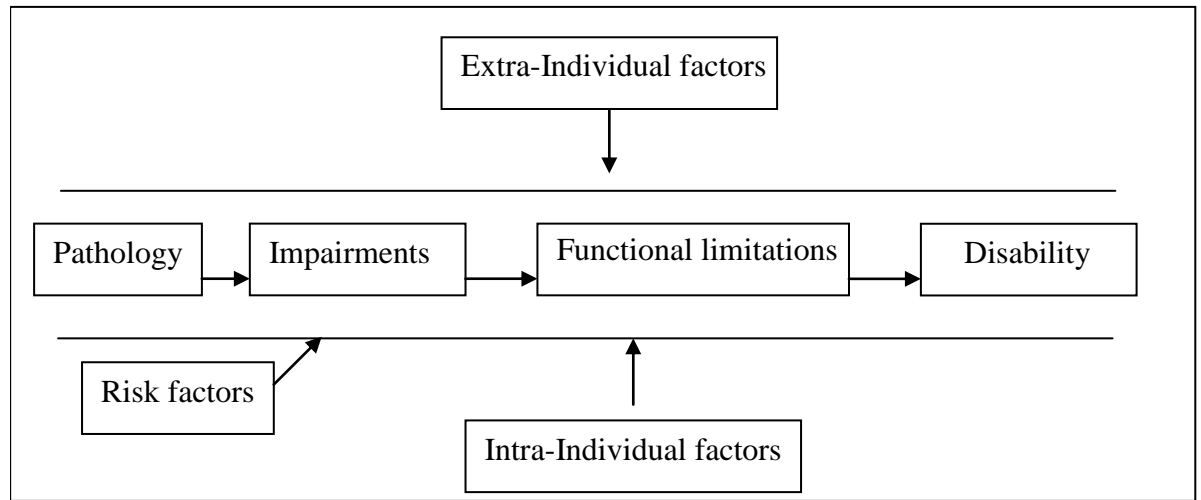 Extra-Individual factors
Pathology
Impairments
Functional limitations
Disability
Risk factors
Intra-Individual factors